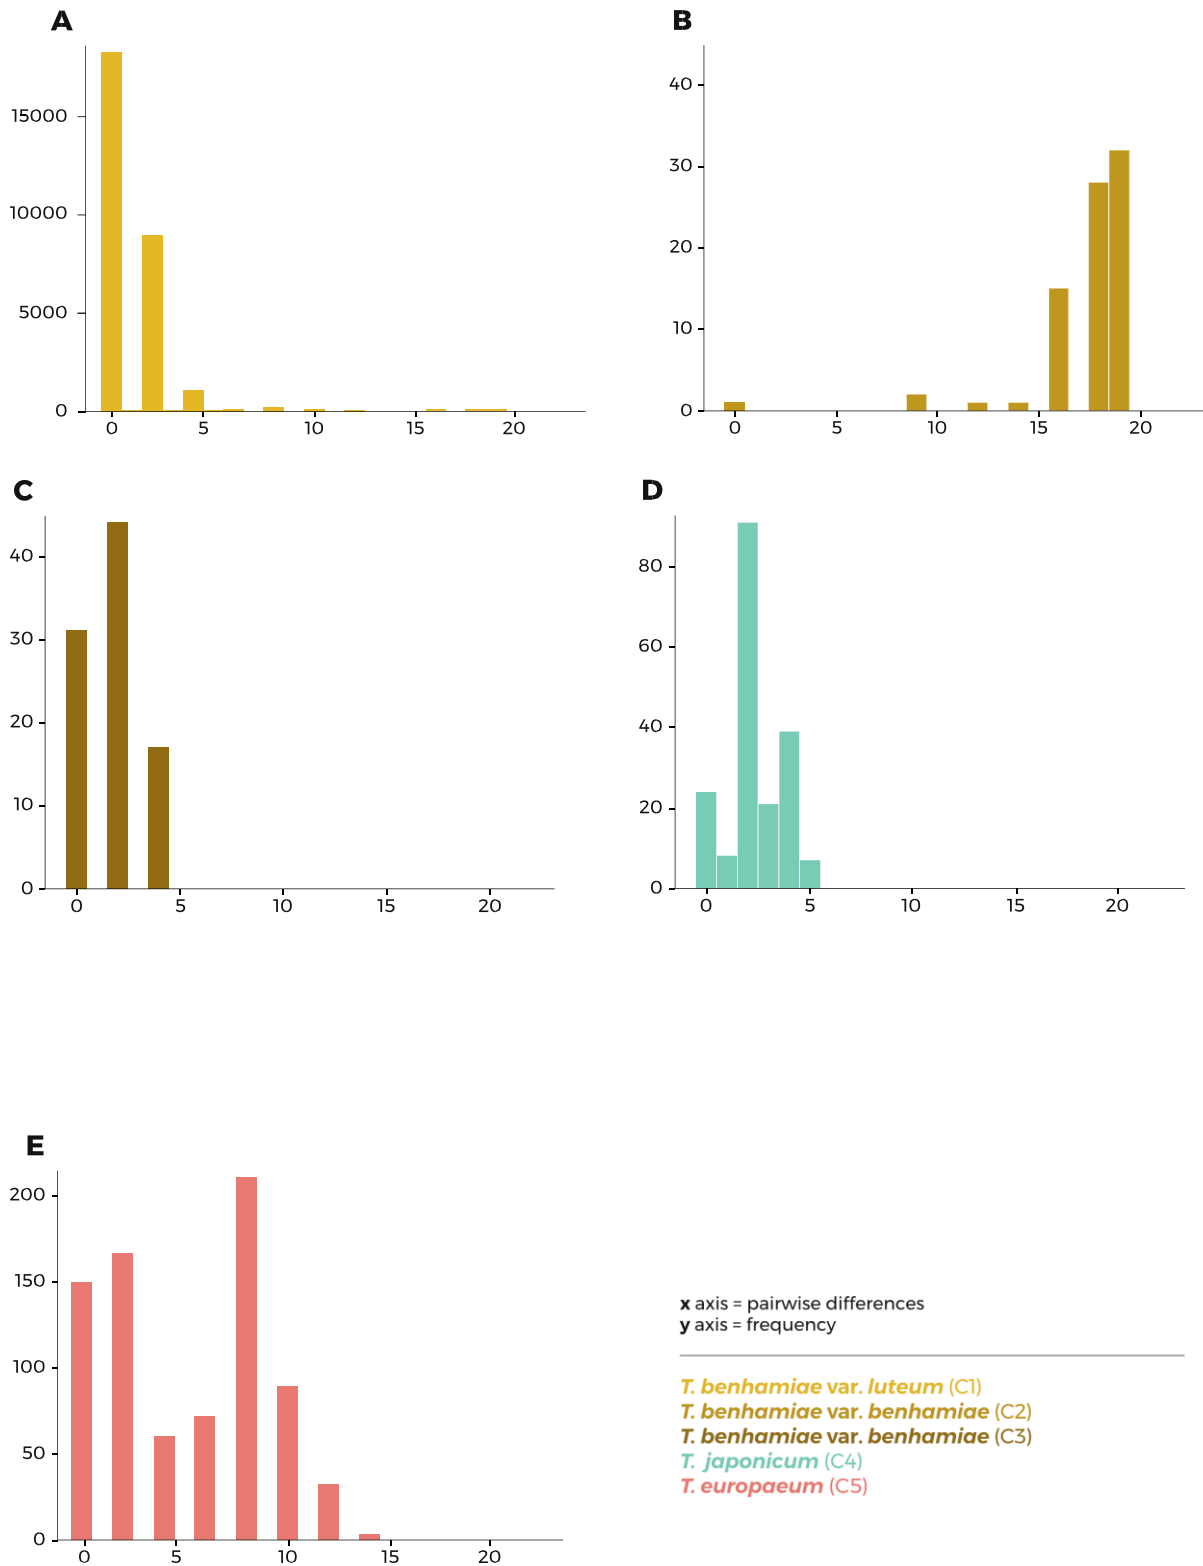 A
15000
10000
5000
0
0 5 10 15 20
B
40
30
20
10
0
0 5 10 15 20
C
40
30
20
10
0
0 5 10 15 20
D
80
60
40
20
0
0 5 10 15 20
E
200
150
100
50
0
0 5 10 15 20
x axis = pairwise differences
y axis = frequency
T. benhamiae var. luteum (C1)
T. benhamiae var. benhamiae (C2)
T. benhamiae var. benhamiae (C3)
T. japonicum (C4)
T. europaeum (C5)